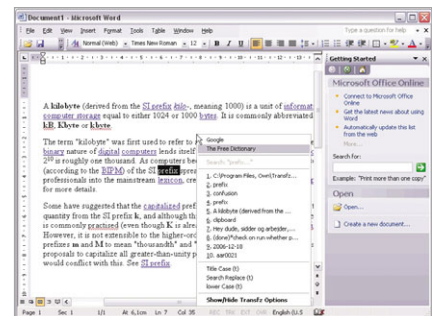 Document1 - Microsoft Word
File Edit View Insert Format Tools Table Window Help
Type a question for help
Normal (Web) Times New Roman 12 B I U
Getting Started
Microsoft Office Online
Connect to Microsoft Office Online
Get the latest news about using Word
Automatically update this list from the web
More...
Search for:
Example: "Print more than one copy"
Open
Open...
Create a new document...
A kilobyte (derived from the SI prefix kilo-, meaning 1000) is a unit of informat
computer storage equal to either 1024 or 1000 bytes. It is commonly abbreviated
kB, Kbyte or kbyte.
The term "kilobyte" was first used to refer to
binary nature of digital computers lends itself
2¹⁰ is roughly one thousand. As computers bec
(according to the BIPM) of the SI prefix sprea
professionals into the mainstream lexicon, crea
for more details.
Some have suggested that the capitalized pref
quantity from the SI prefix k, and although th
is commonly practised (even though K is alrea
However, it is not extensible to the higher-ord
prefixes m and M to mean "thousandth" and "
proposals to capitalize all greater-than-unity p
would conflict with this. See SI prefix.
Google
The Free Dictionary
Search: "prefix..."
1. C:\Program Files, Own\Transfz...
2. prefix
3. confusion
4. prefix
5. A kilobyte (derived from the ...
6. clipboard
7. Hey dude, sidder og arbejder,...
8. (done)*check on run whether p...
9. 2006-12-18
10. aar0021
Title Case (t)
Search Replace (t)
lower Case (t)
Show/Hide Transfz Options
Page 1 Sec 1 1/1 At 6,1cm Ln 7 Col 35 REC TRK EXT OVR English (U.S